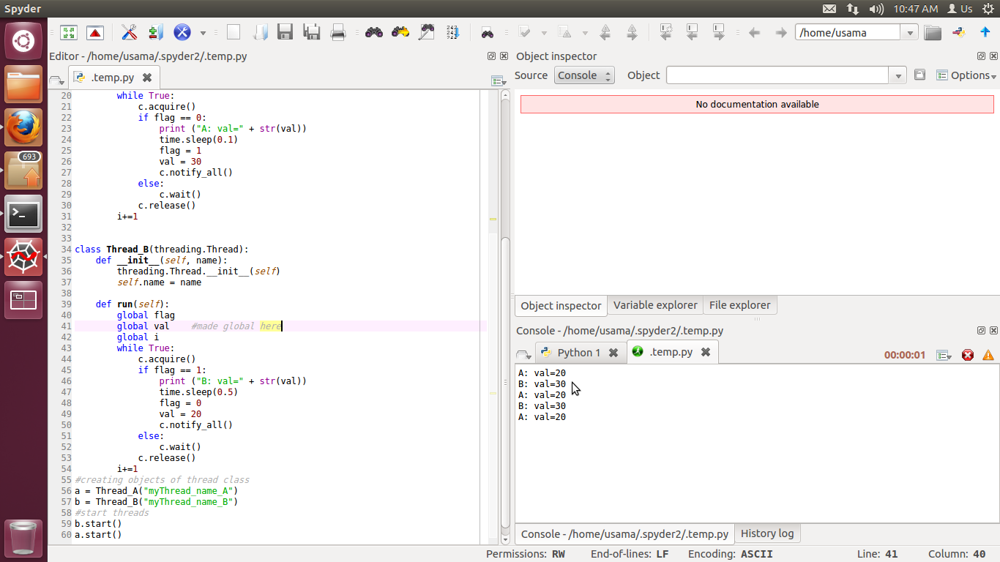 Spyder
10:47 AM Us
/home/usama
Editor - /home/usama/.spyder2/.temp.py
.temp.py
20 while True:
21 c.acquire()
22 if flag == 0:
23 print ("A: val=" + str(val))
24 time.sleep(0.1)
25 flag = 1
26 val = 30
27 c.notify_all()
28 else:
29 c.wait()
30 c.release()
31 i+=1
32
33
34 class Thread_B(threading.Thread):
35 def __init__(self, name):
36 threading.Thread.__init__(self)
37 self.name = name
38
39 def run(self):
40 global flag
41 global val #made global here
42 global i
43 while True:
44 c.acquire()
45 if flag == 1:
46 print ("B: val=" + str(val))
47 time.sleep(0.5)
48 flag = 0
49 val = 20
50 c.notify_all()
51 else:
52 c.wait()
53 c.release()
54 i+=1
55 #creating objects of thread class
56 a = Thread_A("myThread_name_A")
57 b = Thread_B("myThread_name_B")
58 #start threads
59 b.start()
60 a.start()
Object inspector
Source Console Object Options
No documentation available
Object inspector Variable explorer File explorer
Console - /home/usama/.spyder2/.temp.py
Python 1 .temp.py 00:00:01
A: val=20
B: val=30
A: val=20
B: val=30
A: val=20
Console - /home/usama/.spyder2/.temp.py History log
Permissions: RW End-of-lines: LF Encoding: ASCII Line: 41 Column: 40
693